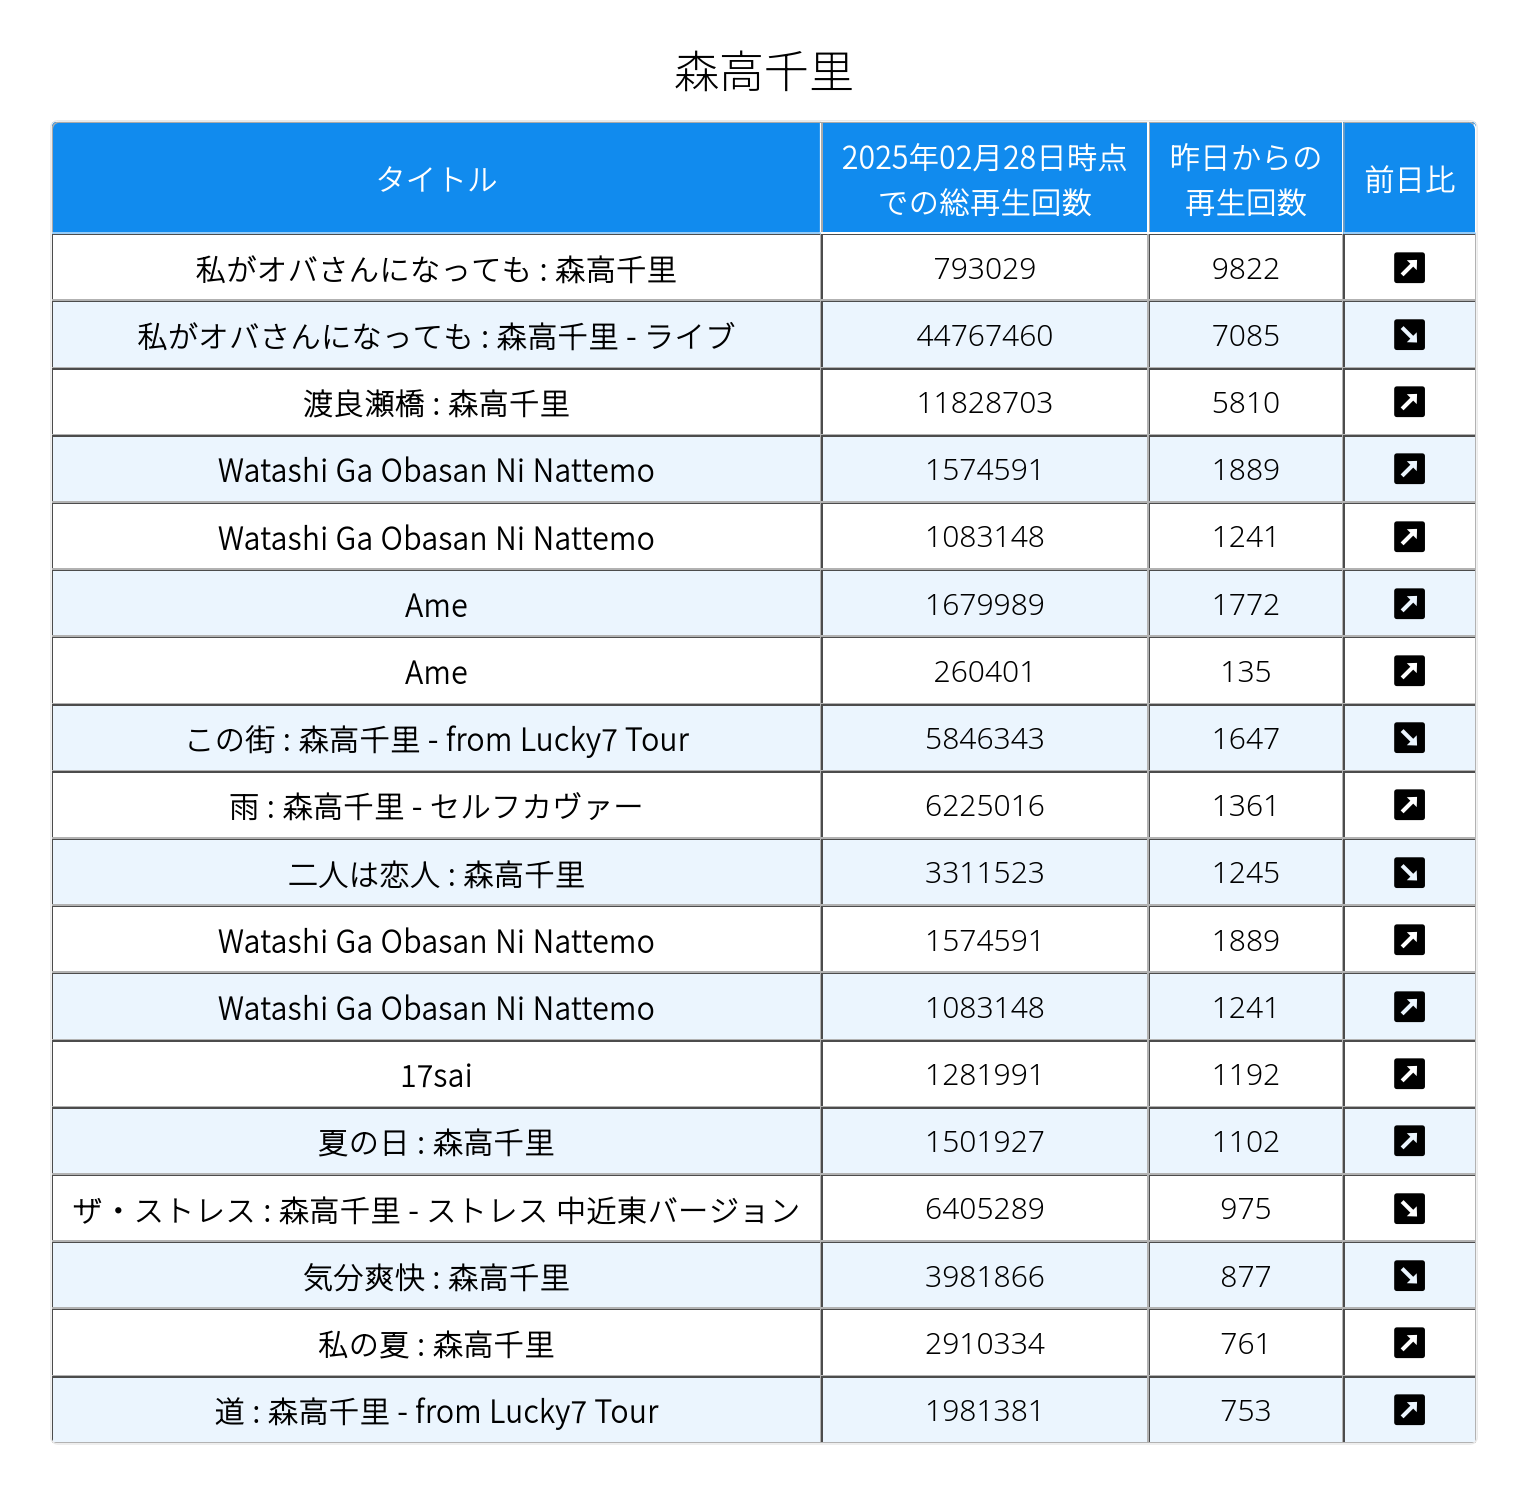 森高千里
タイトル 2025年02月28日時点での総再生回数 昨日からの再生回数 前日比
私がオバさんになっても : 森高千里 793029 9822 ↗
私がオバさんになっても : 森高千里 - ライブ 44767460 7085 ↘
渡良瀬橋 : 森高千里 11828703 5810 ↗
Watashi Ga Obasan Ni Nattemo 1574591 1889 ↗
Watashi Ga Obasan Ni Nattemo 1083148 1241 ↗
Ame 1679989 1772 ↗
Ame 260401 135 ↗
この街 : 森高千里 - from Lucky7 Tour 5846343 1647 ↘
雨 : 森高千里 - セルフカヴァー 6225016 1361 ↗
二人は恋人 : 森高千里 3311523 1245 ↘
Watashi Ga Obasan Ni Nattemo 1574591 1889 ↗
Watashi Ga Obasan Ni Nattemo 1083148 1241 ↗
17sai 1281991 1192 ↗
夏の日 : 森高千里 1501927 1102 ↗
ザ・ストレス : 森高千里 - ストレス 中近東バージョン 6405289 975 ↘
気分爽快 : 森高千里 3981866 877 ↘
私の夏 : 森高千里 2910334 761 ↗
道 : 森高千里 - from Lucky7 Tour 1981381 753 ↗